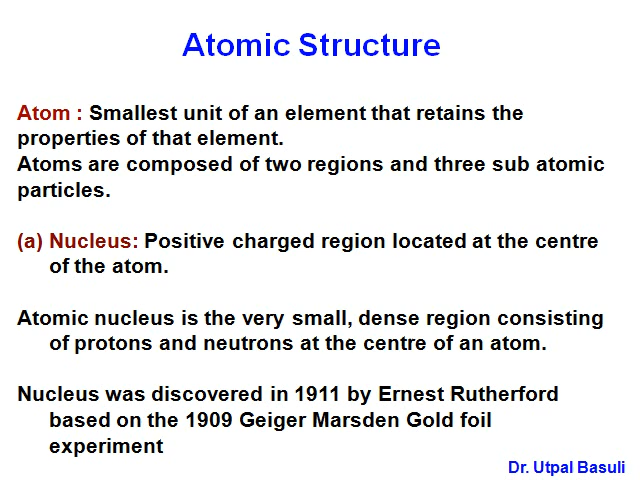 Atomic Structure
Atom : Smallest unit of an element that retains the
properties of that element.
Atoms are composed of two regions and three sub atomic
particles.
(a) Nucleus: Positive charged region located at the centre
of the atom.
Atomic nucleus is the very small, dense region consisting
of protons and neutrons at the centre of an atom.
Nucleus was discovered in 1911 by Ernest Rutherford
based on the 1909 Geiger Marsden Gold foil
experiment
Dr. Utpal Basuli